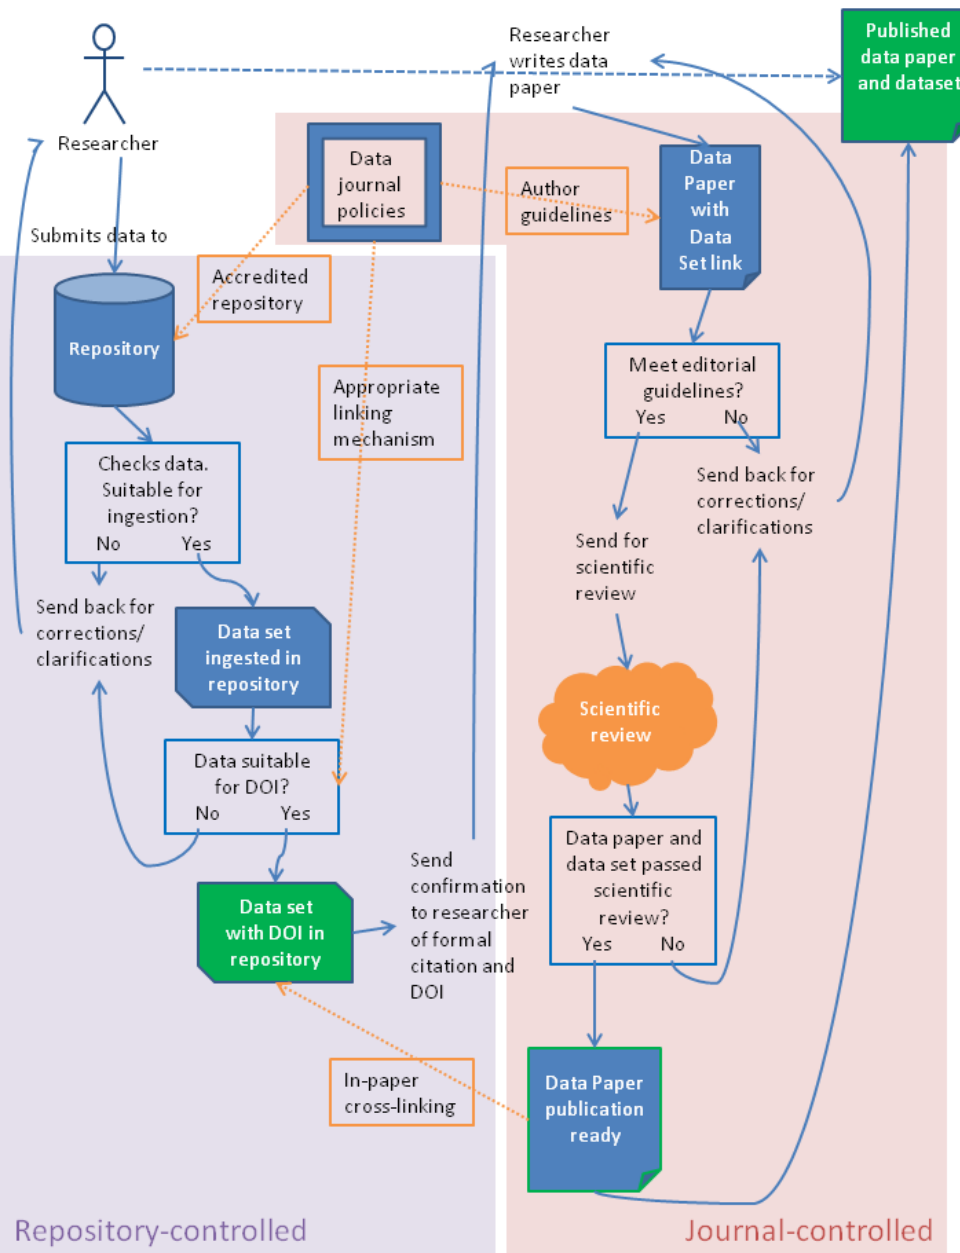 Researcher
writes data
paper
Published
data paper
and dataset
Researcher
Data
journal
policies
Author
guidelines
Data
Paper
with
Data
Set link
Submits data to
Accredited
repository
Repository
Appropriate
linking
mechanism
Meet editorial
guidelines?
Yes No
Checks data.
Suitable for
ingestion?
No Yes
Send back for
corrections/
clarifications
Send for
scientific
review
Send back for
corrections/
clarifications
Data set
ingested in
repository
Scientific
review
Data suitable
for DOI?
No Yes
Data paper and
data set passed
scientific
review?
Yes No
Send
confirmation
to researcher
of formal
citation and
DOI
Data set
with DOI in
repository
In-paper
cross-linking
Data Paper
publication
ready
Repository-controlled
Journal-controlled